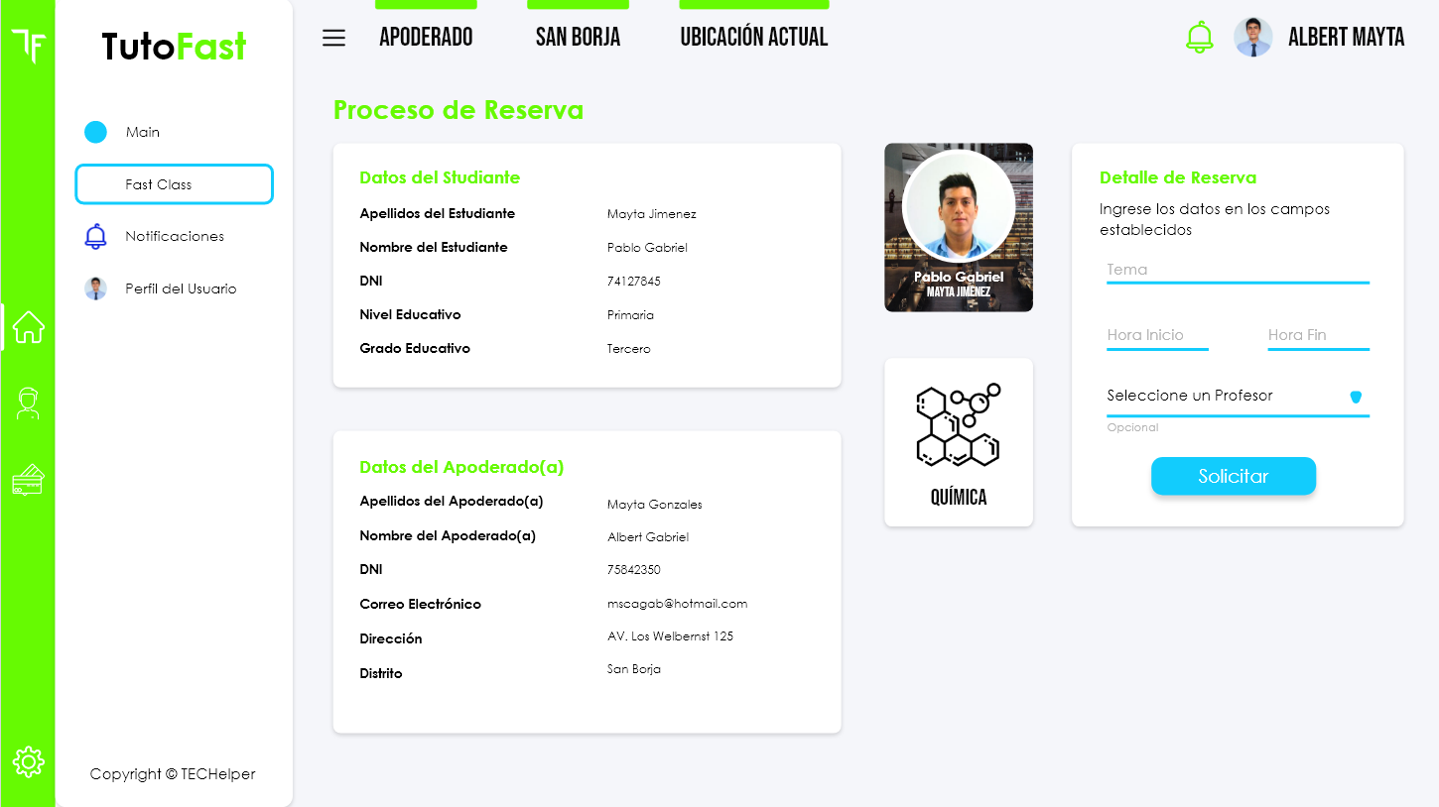 TF
TutoFast
APODERADO
SAN BORJA
UBICACIÓN ACTUAL
ALBERT MAYTA
Main
Fast Class
Notificaciones
Perfil del Usuario
Copyright © TECHelper
Proceso de Reserva
Datos del Studiante
Apellidos del Estudiante Mayta Jimenez
Nombre del Estudiante Pablo Gabriel
DNI 74127845
Nivel Educativo Primaria
Grado Educativo Tercero
Datos del Apoderado(a)
Apellidos del Apoderado(a) Mayta Gonzales
Nombre del Apoderado(a) Albert Gabriel
DNI 75842350
Correo Electrónico mscagab@hotmail.com
Dirección AV. Los Welbernst 125
Distrito San Borja
Pablo Gabriel
MAYTA JIMENEZ
QUÍMICA
Detalle de Reserva
Ingrese los datos en los campos
establecidos
Tema
Hora Inicio Hora Fin
Seleccione un Profesor
Opcional
Solicitar